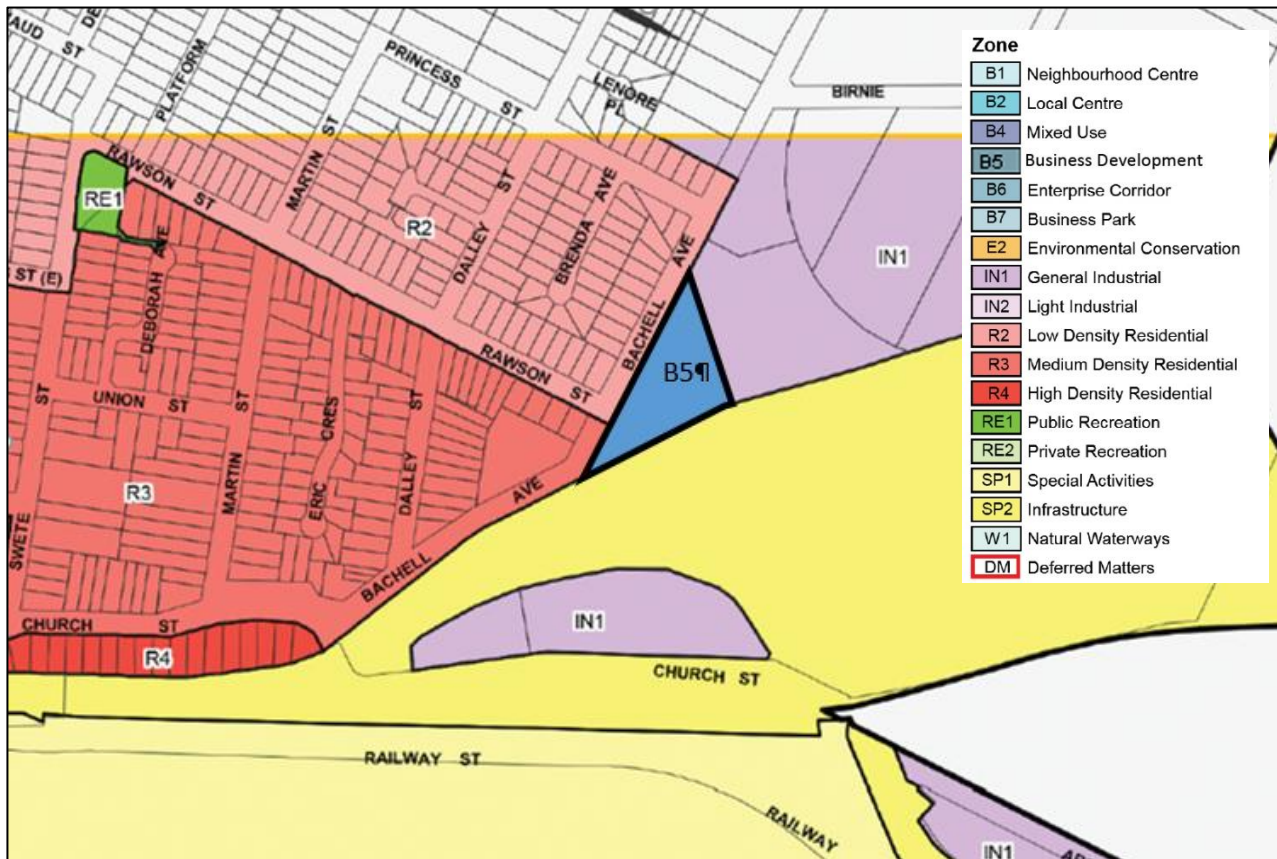 AUD ST
DE
PLATFORM
PRINCESS ST
LENORE PL
BIRNIE
RAWSON ST
MARTIN ST
RE1
R2
DALLEY ST
BRENDA AVE
BACHELL AVE
IN1
ST (E)
DEBORAH AVE
RAWSON ST
B5¶
UNION ST
SWETE ST
MARTIN ST
ERIC CRES
DALLEY ST
R3
BACHELL AVE
CHURCH ST
R4
IN1
CHURCH ST
RAILWAY ST
RAILWAY
IN1
Zone
B1 Neighbourhood Centre
B2 Local Centre
B4 Mixed Use
B5 Business Development
B6 Enterprise Corridor
B7 Business Park
E2 Environmental Conservation
IN1 General Industrial
IN2 Light Industrial
R2 Low Density Residential
R3 Medium Density Residential
R4 High Density Residential
RE1 Public Recreation
RE2 Private Recreation
SP1 Special Activities
SP2 Infrastructure
W1 Natural Waterways
DM Deferred Matters